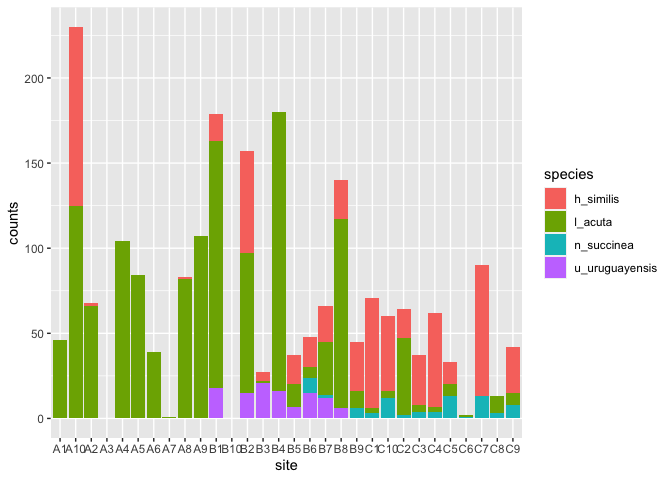 200
150
100
50
0
counts
A1 A10 A2 A3 A4 A5 A6 A7 A8 A9 B1 B10 B2 B3 B4 B5 B6 B7 B8 B9 C1 C10 C2 C3 C4 C5 C6 C7 C8 C9
site
species
h_similis
l_acuta
n_succinea
u_uruguayensis